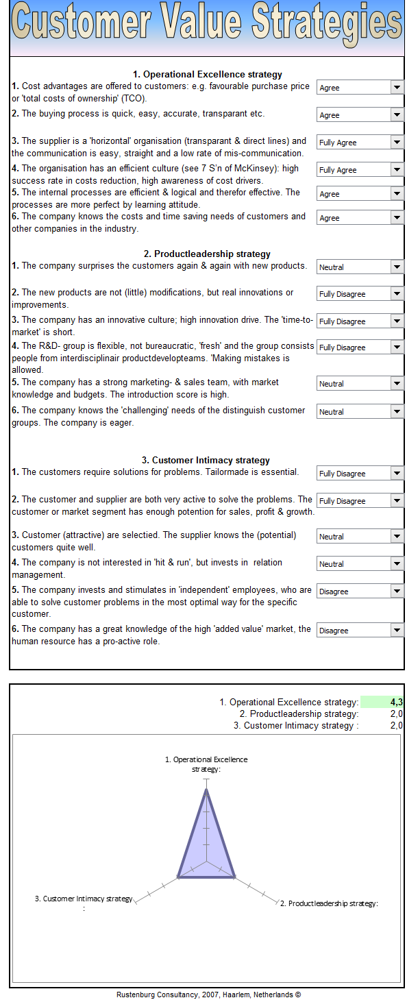 Customer Value Strategies
1. Operational Excellence strategy
1. Cost advantages are offered to customers: e.g. favourable purchase price
or 'total costs of ownership' (TCO).
Agree
2. The buying process is quick, easy, accurate, transparant etc.
Agree
3. The supplier is a 'horizontal' organisation (transparant & direct lines) and
the communication is easy, straight and a low rate of mis-communication.
Fully Agree
4. The organisation has an efficient culture (see 7 S'n of McKinsey): high
success rate in costs reduction, high awareness of cost drivers.
Fully Agree
5. The internal processes are efficient & logical and therefor effective. The
processes are more perfect by learning attitude.
Agree
6. The company knows the costs and time saving needs of customers and
other companies in the industry.
Agree
2. Productleadership strategy
1. The company surprises the customers again & again with new products.
Neutral
2. The new products are not (little) modifications, but real innovations or
improvements.
Fully Disagree
3. The company has an innovative culture; high innovation drive. The 'time-to-
market' is short.
Fully Disagree
4. The R&D- group is flexible, not bureaucratic, 'fresh' and the group consists
people from interdisciplinair productdevelopteams. 'Making mistakes is
allowed.
Fully Disagree
5. The company has a strong marketing- & sales team, with market
knowledge and budgets. The introduction score is high.
Neutral
6. The company knows the 'challenging' needs of the distinguish customer
groups. The company is eager.
Neutral
3. Customer Intimacy strategy
1. The customers require solutions for problems. Tailormade is essential.
Fully Disagree
2. The customer and supplier are both very active to solve the problems. The
customer or market segment has enough potention for sales, profit & growth.
Fully Disagree
3. Customer (attractive) are selectied. The supplier knows the (potential)
customers quite well.
Neutral
4. The company is not interested in 'hit & run', but invests in  relation
management.
Neutral
5. The company invests and stimulates in 'independent' employees, who are
able to solve customer problems in the most optimal way for the specific
customer.
Disagree
6. The company has a great knowledge of the high 'added value' market, the
human resource has a pro-active role.
Disagree
1. Operational Excellence strategy: 4,3
2. Productleadership strategy: 2,0
3. Customer Intimacy strategy : 2,0
1. Operational Excellence
strategy:
3. Customer Intimacy strategy
:
2. Productleadership strategy:
Rustenburg Consultancy, 2007, Haarlem, Netherlands ©